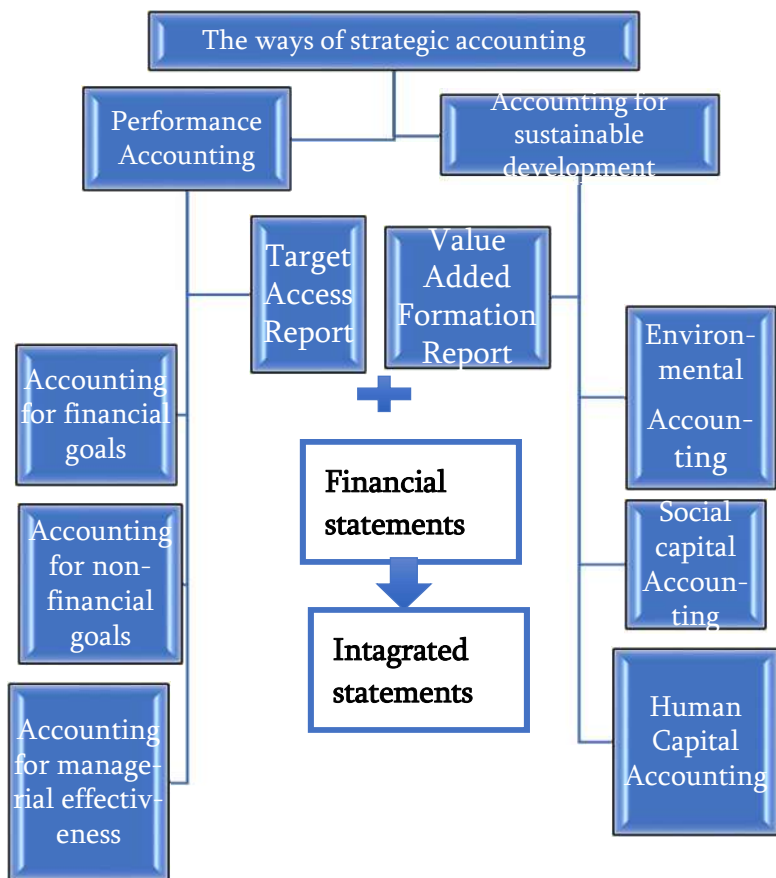 The ways of strategic accounting
Performance
Accounting
Accounting for
sustainable
development
Target
Access
Report
Value
Added
Formation
Report
Accounting
for financial
goals
Environ-
mental
Accoun-
ting
Financial
statements
Accounting
for non-
financial
goals
Social
capital
Accoun-
ting
Intagrated
statements
Accounting
for manage-
rial effectiv-
eness
Human
Capital
Accounting